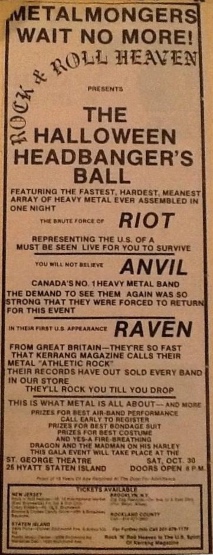 METALMONGERS
WAIT NO MORE!
ROCK & ROLL HEAVEN
PRESENTS
THE
HALLOWEEN
HEADBANGER'S
BALL
FEATURING THE FASTEST, HARDEST, MEANEST
ARRAY OF HEAVY METAL EVER ASSEMBLED IN
ONE NIGHT
THE BRUTE FORCE OF RIOT
REPRESENTING THE U.S. OF A
MUST BE SEEN LIVE FOR YOU TO SURVIVE
YOU WILL NOT BELIEVE ANVIL
CANADA'S NO. 1 HEAVY METAL BAND
THE DEMAND TO SEE THEM AGAIN WAS SO
STRONG THAT THEY WERE FORCED TO RETURN
FOR THIS EVENT
IN THEIR FIRST U.S. APPEARANCE RAVEN
FROM GREAT BRITAIN—THEY'RE SO FAST
THAT KERRANG MAGAZINE CALLS THEIR
METAL "ATHLETIC ROCK"
THEIR RECORDS HAVE OUT SOLD EVERY BAND
IN OUR STORE
THEY'LL ROCK YOU TILL YOU DROP
THIS IS WHAT METAL IS ALL ABOUT— AND MORE
PRIZES FOR BEST AIR-BAND PERFORMANCE
CALL EARLY TO REGISTER
PRIZES FOR BEST BONDAGE SUIT
PRIZES FOR BEST COSTUME
AND YES-A FIRE-BREATHING
DRAGON AND THE MADMAN ON HIS HARLEY
THIS GALA EVENT WILL TAKE PLACE AT THE
ST. GEORGE THEATRE SAT., OCT. 30
25 HYATT STATEN ISLAND DOORS OPEN 8 P.M.
TICKETS AVAILABLE
NEW JERSEY
BROOKLYN, N.Y.
STATEN ISLAND
ROCKLAND COUNTY
Rock 'N' Roll Heaven Is The U.S. Spirit
Of Kerrang Magazine